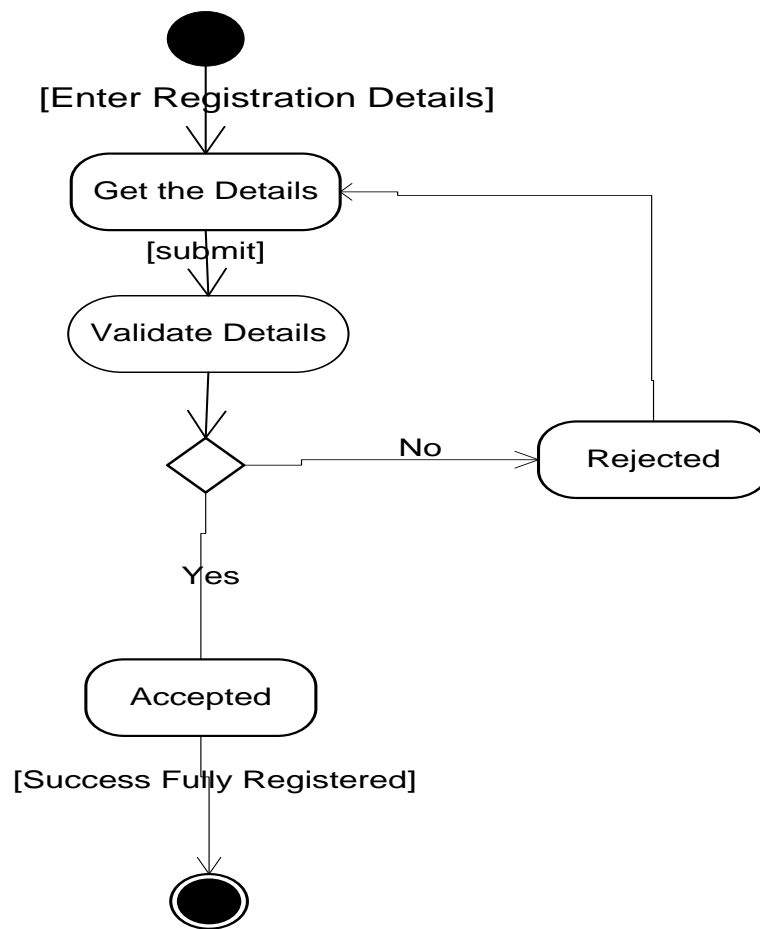 [Enter Registration Details]
Get the Details
[submit]
Validate Details
No
Rejected
Yes
Accepted
[Success Fully Registered]